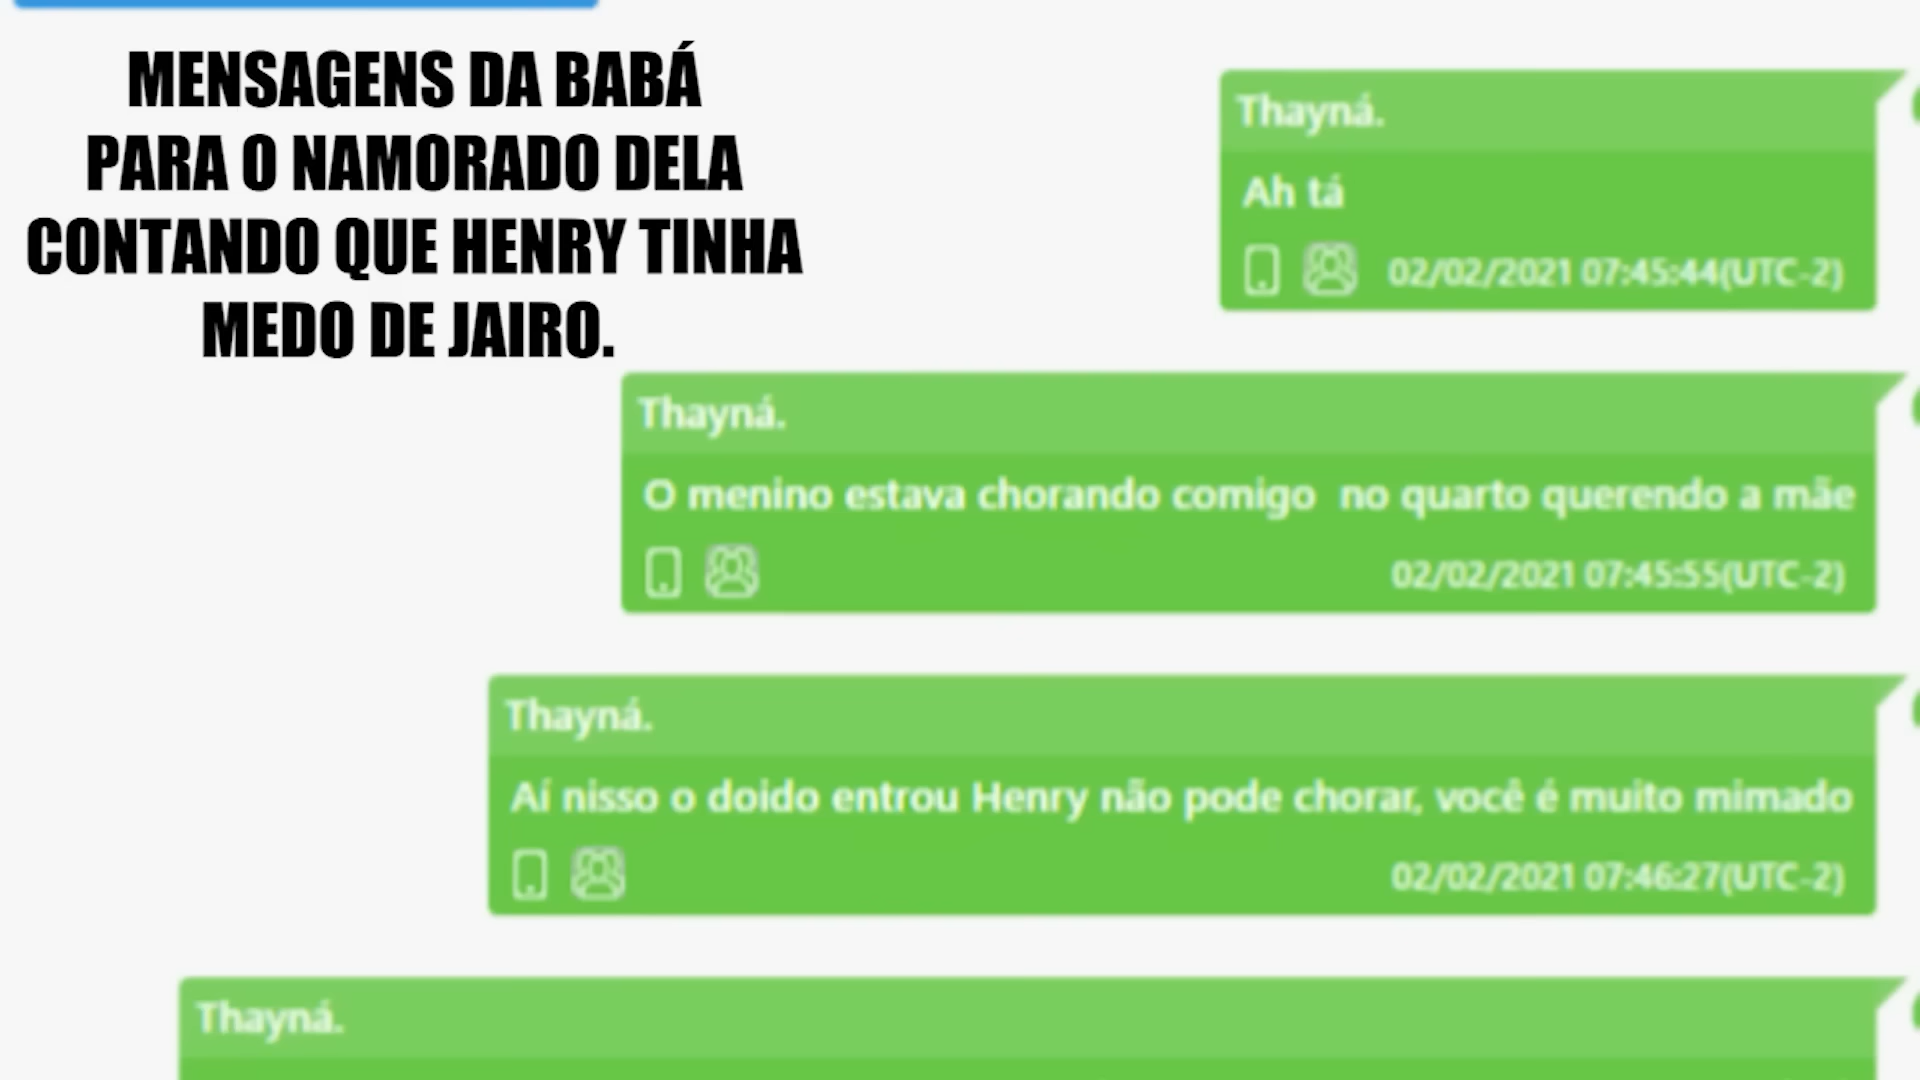 MENSAGENS DA BABÁ
PARA O NAMORADO DELA
CONTANDO QUE HENRY TINHA
MEDO DE JAIRO.
Thayná.
Ah tá
02/02/2021 07:45:44(UTC-2)
Thayná.
O menino estava chorando comigo no quarto querendo a mãe
02/02/2021 07:45:55(UTC-2)
Thayná.
Aí nisso o doido entrou Henry não pode chorar, você é muito mimado
02/02/2021 07:46:27(UTC-2)
Thayná.